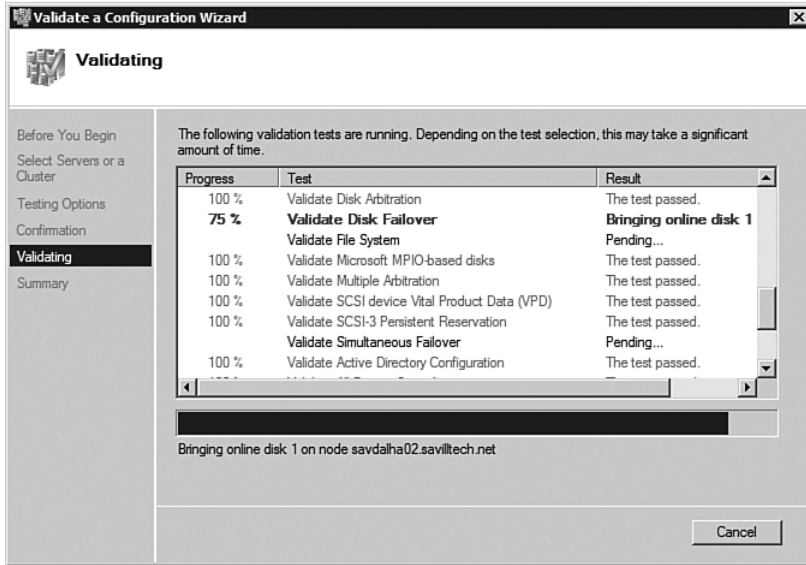 Validate a Configuration Wizard
Validating
Before You Begin
Select Servers or a
Cluster
Testing Options
Confirmation
Validating
Summary
The following validation tests are running. Depending on the test selection, this may take a significant
amount of time.
Progress Test Result
100 % Validate Disk Arbitration The test passed.
75 % Validate Disk Failover Bringing online disk 1
Validate File System Pending...
100 % Validate Microsoft MPIO-based disks The test passed.
100 % Validate Multiple Arbitration The test passed.
100 % Validate SCSI device Vital Product Data (VPD) The test passed.
100 % Validate SCSI-3 Persistent Reservation The test passed.
Validate Simultaneous Failover Pending...
100 % Validate Active Directory Configuration The test passed.
Bringing online disk 1 on node savdalha02.savilltech.net
Cancel